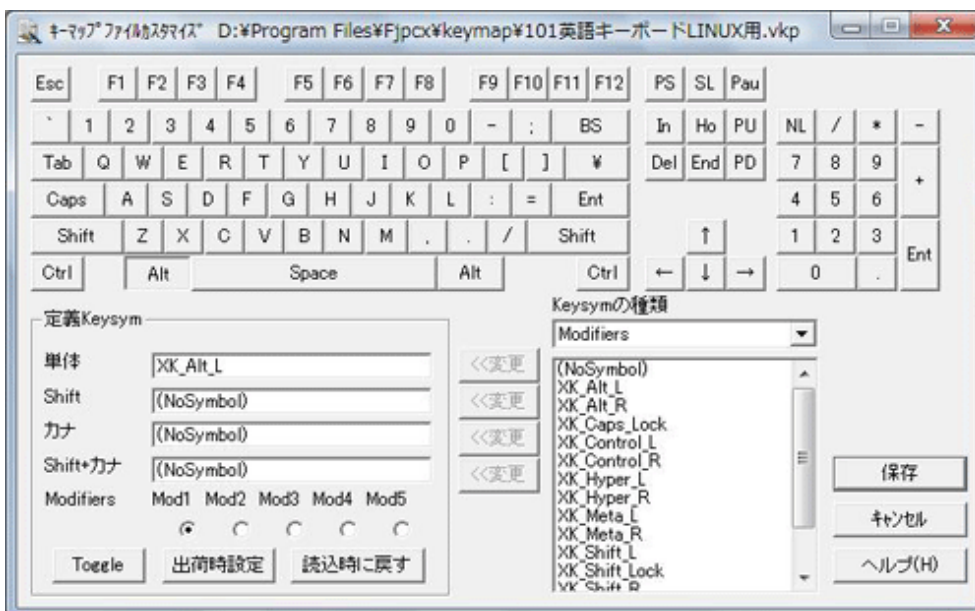 ｷｰﾏｯﾌﾟﾌｧｲﾙｶｽﾀﾏｲｽﾞ D:¥Program Files¥Fjpcx¥keymap¥101英語キーボードLINUX用.vkp
Esc F1 F2 F3 F4 F5 F6 F7 F8 F9 F10 F11 F12 PS SL Pau
` 1 2 3 4 5 6 7 8 9 0 - ; BS In Ho PU NL / * -
Tab Q W E R T Y U I O P [ ] ¥ Del End PD 7 8 9 +
Caps A S D F G H J K L : = Ent 4 5 6
Shift Z X C V B N M , . / Shift ↑ 1 2 3 Ent
Ctrl Alt Space Alt Ctrl ← ↓ → 0 .
定義Keysym
単体 XK_Alt_L <<変更
Shift (NoSymbol) <<変更
カナ (NoSymbol) <<変更
Shift+カナ (NoSymbol) <<変更
Modifiers Mod1 Mod2 Mod3 Mod4 Mod5
Toggle 出荷時設定 読込時に戻す
Keysymの種類
Modifiers
(NoSymbol)
XK_Alt_L
XK_Alt_R
XK_Caps_Lock
XK_Control_L
XK_Control_R
XK_Hyper_L
XK_Hyper_R
XK_Meta_L
XK_Meta_R
XK_Shift_L
XK_Shift_Lock
XK_Shift_R
保存
ｷｬﾝｾﾙ
ヘルプ(H)